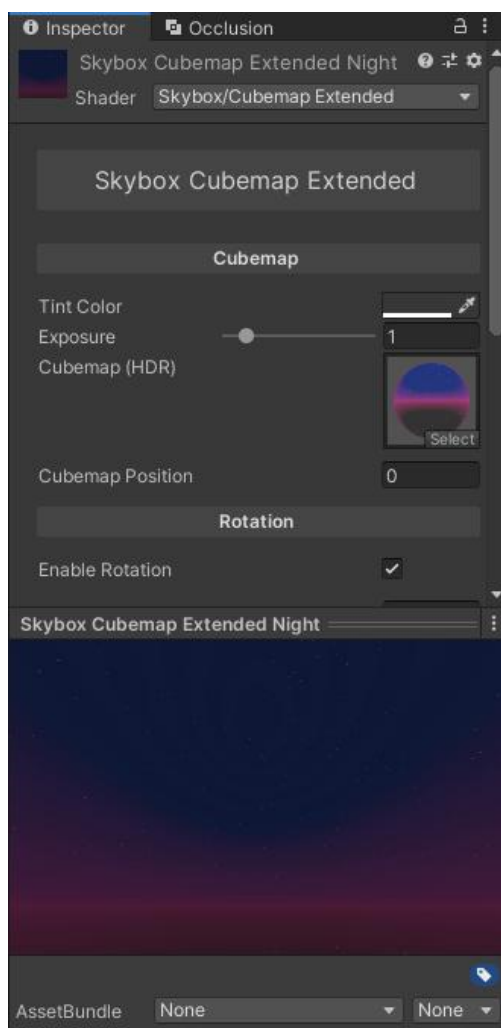 Inspector Occlusion
Skybox Cubemap Extended Night
Shader Skybox/Cubemap Extended
Skybox Cubemap Extended
Cubemap
Tint Color
Exposure 1
Cubemap (HDR)
Select
Cubemap Position 0
Rotation
Enable Rotation
Skybox Cubemap Extended Night
AssetBundle None None